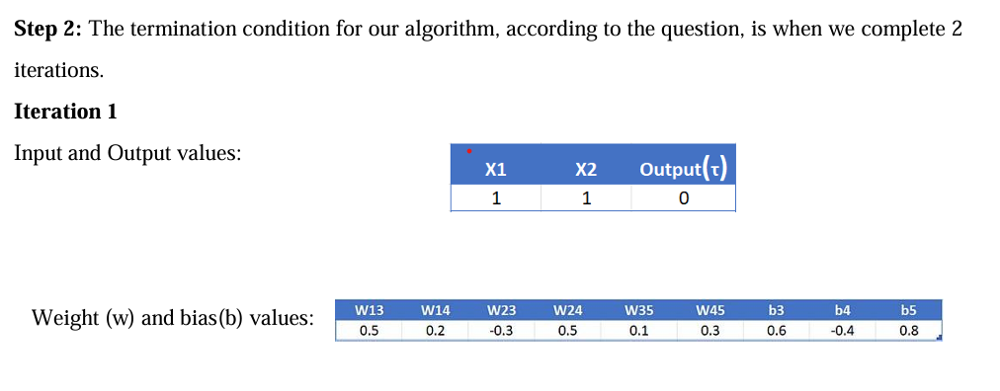 Step 2: The termination condition for our algorithm, according to the question, is when we complete 2
iterations.
Iteration 1
Input and Output values:
X1 X2 Output(τ)
1 1 0
Weight (w) and bias(b) values:
W13 W14 W23 W24 W35 W45 b3 b4 b5
0.5 0.2 -0.3 0.5 0.1 0.3 0.6 -0.4 0.8